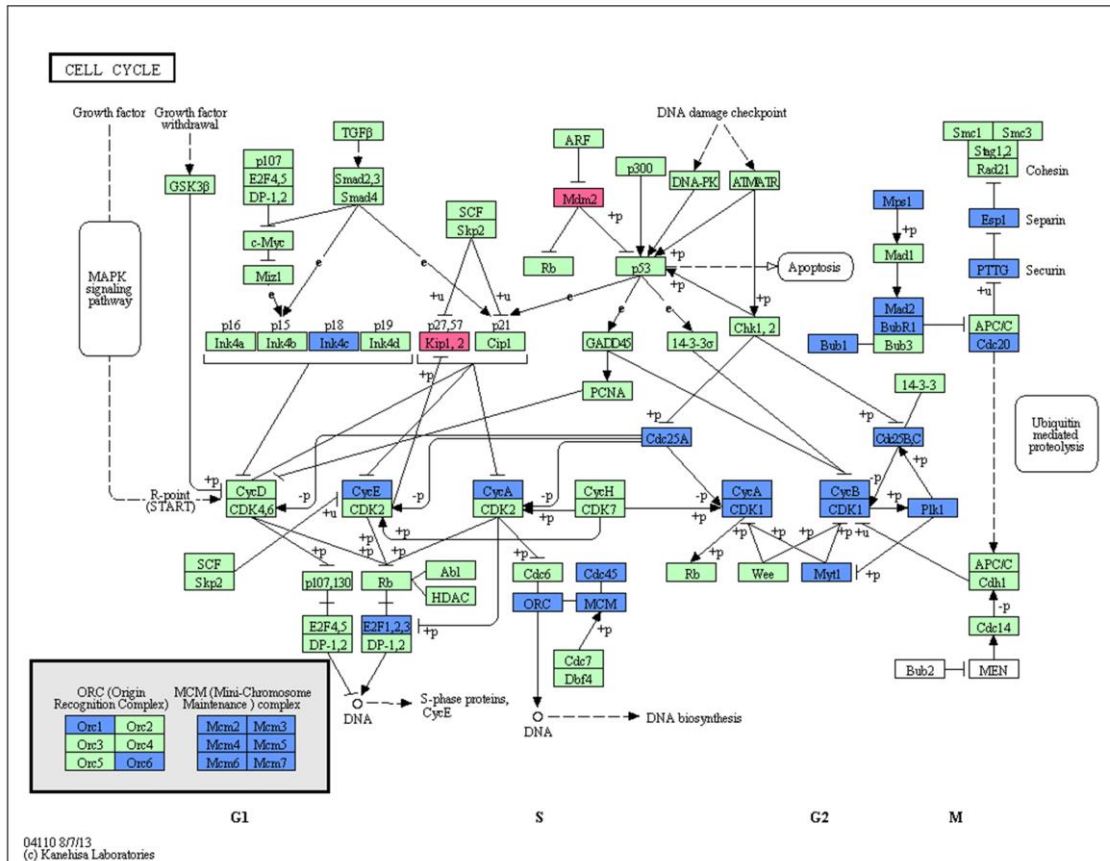 CELL CYCLE
Growth factor
Growth factor
withdrawal
TGFβ
ARF
DNA damage checkpoint
Smc1 Smc3
Stag1,2
Rad21
Cohesin
p107
E2F4,5
DP-1,2
GSK3β
Smad2,3
Smad4
p300
DNA-PK
ATM/ATR
Mdm2
Mps1
Esp1
Separin
SCF
Skp2
+p
+p
c-Myc
Mad1
MAPK
signaling
pathway
Miz1
Rb
p53
Apoptosis
PTTG
Securin
e
e
e
+u
+u
+p
e
e
+p
+u
Mad2
BubR1
Bub3
Bub1
APC/C
Cdc20
p16
Ink4a
p15
Ink4b
p18
Ink4c
p19
Ink4d
p27,57
Kip1, 2
p21
Cip1
GADD45
14-3-3σ
Chk1, 2
+p
PCNA
14-3-3
Ubiquitin
mediated
proteolysis
+p
Cdc25A
+p
Cdc25B,C
+p
R-point
(START)
+p
CycD
CDK4,6
-p
+u
CycE
CDK2
-p
CycA
CDK2
-p
+p
CycH
CDK7
-p
+p
CycA
CDK1
CycB
CDK1
-p
+p
Plk1
+u
SCF
Skp2
+p
+p
+p
+p
+p
+p
+p
+p
p107,130
Rb
Abl
HDAC
Cdc6
Cdc45
Rb
Wee
Myt1
APC/C
Cdh1
ORC
MCM
E2F4,5
DP-1,2
E2F1,2,3
DP-1,2
+p
+p
-p
Cdc14
Cdc7
Dbf4
Bub2
MEN
DNA
S-phase proteins,
CycE
DNA
DNA biosynthesis
ORC (Origin
Recognition Complex)
MCM (Mini-Chromosome
Maintenance ) complex
Orc1 Orc2
Orc3 Orc4
Orc5 Orc6
Mcm2 Mcm3
Mcm4 Mcm5
Mcm6 Mcm7
G1
S
G2
M
04110 8/7/13
(c) Kanehisa Laboratories